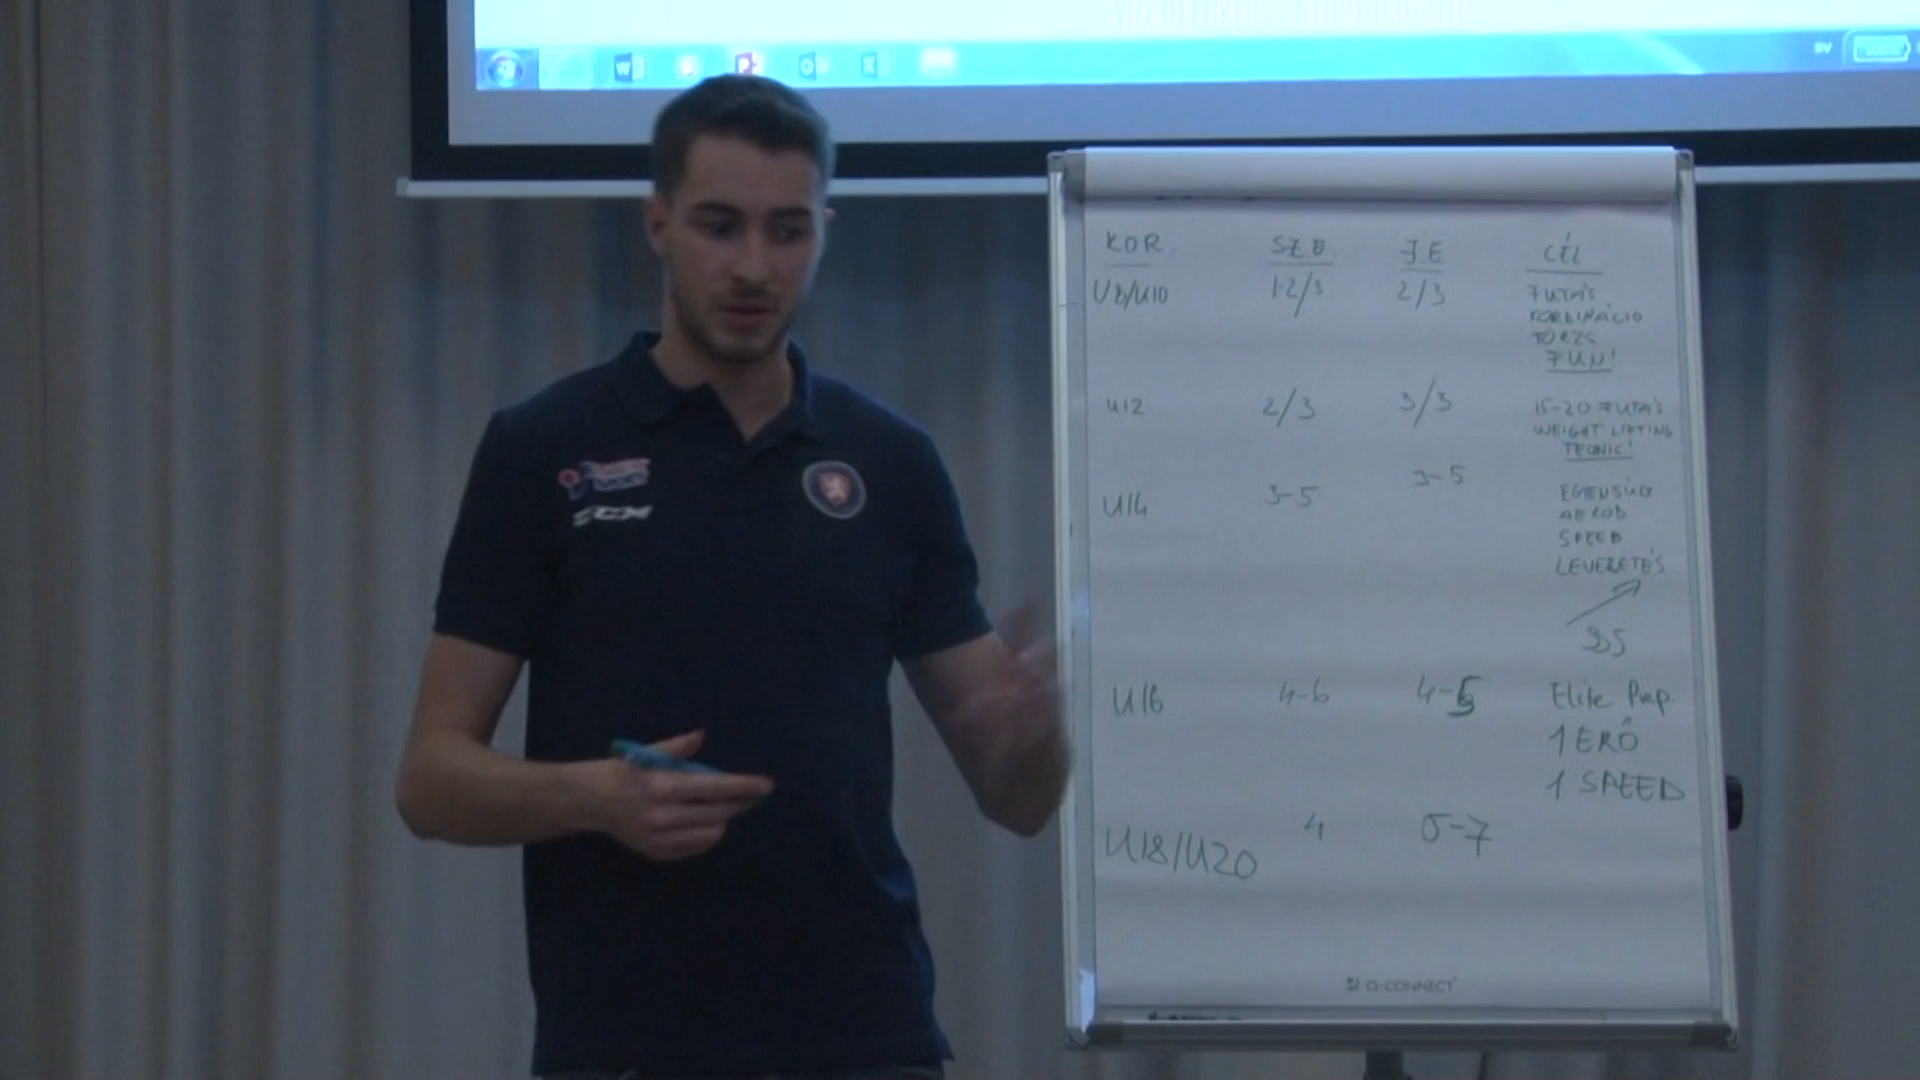 SV
KOR SZ.E J.E CÉL
U8/U10 1-2/3 2/3 FUTÁS
KORDINÁCIO
TÖRZS
FUN!
U12 2/3 3/3 15-20 FUTÁS
WEIGHT LIFTING
TECNIC!
U14 3-5 3-5 EGYENSÚLY
AEROB
SPEED
LEVEZETÉS
U16 4-6 4-5 Elite Prep.
1 ERŐ
1 SPEED
U18/U20 4 5-7
Q-CONNECT
CCM